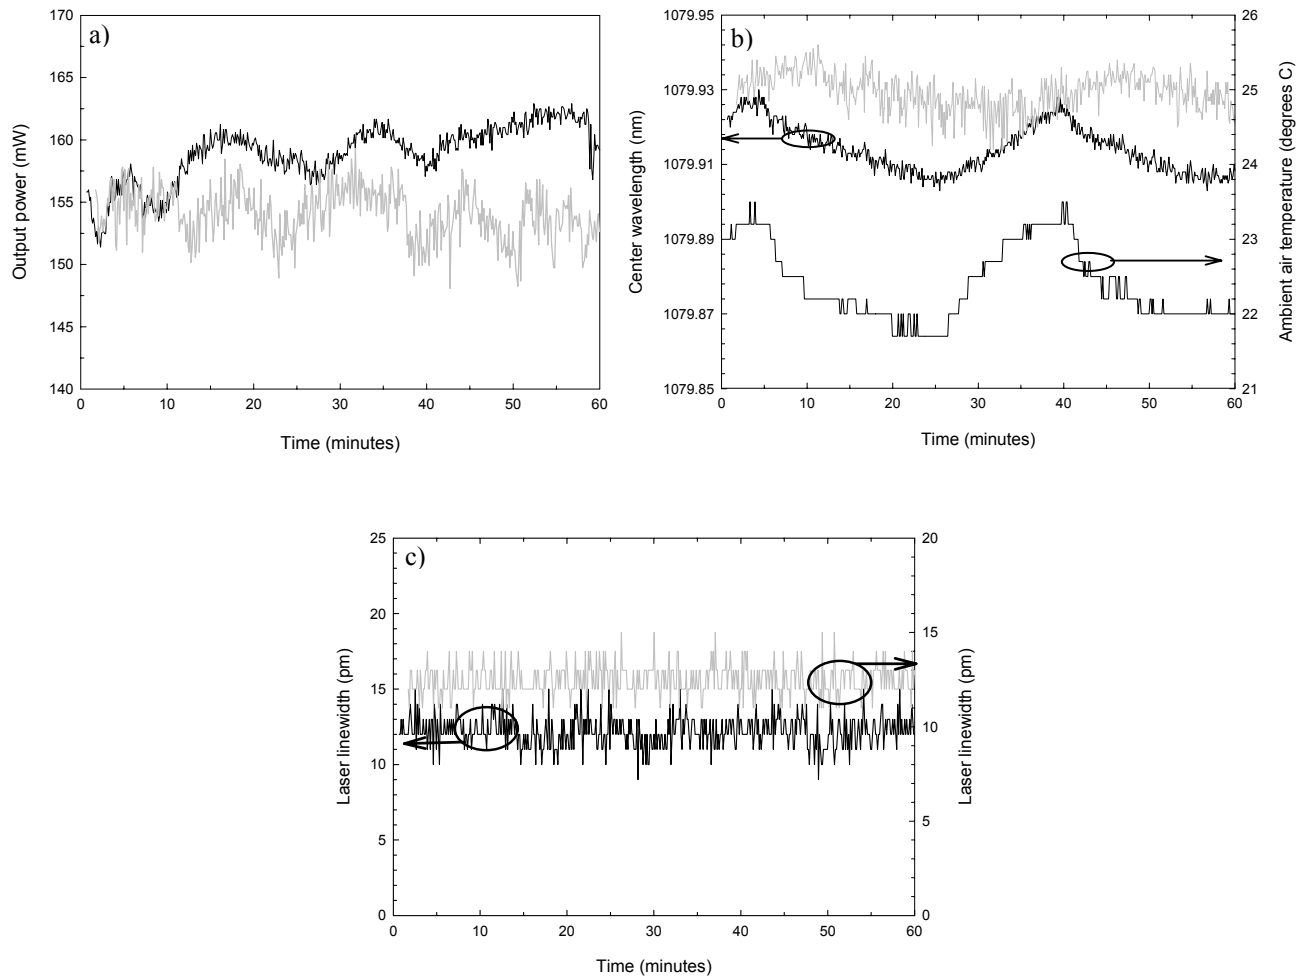 a)
170
165
160
155
150
145
140
Output power (mW)
0 10 20 30 40 50 60
Time (minutes)
b)
1079.95
1079.93
1079.91
1079.89
1079.87
1079.85
Center wavelength (nm)
26
25
24
23
22
21
Ambient air temperature (degrees C)
0 10 20 30 40 50 60
Time (minutes)
c)
25
20
15
10
5
0
Laser linewidth (pm)
20
15
10
5
0
Laser linewidth (pm)
0 10 20 30 40 50 60
Time (minutes)